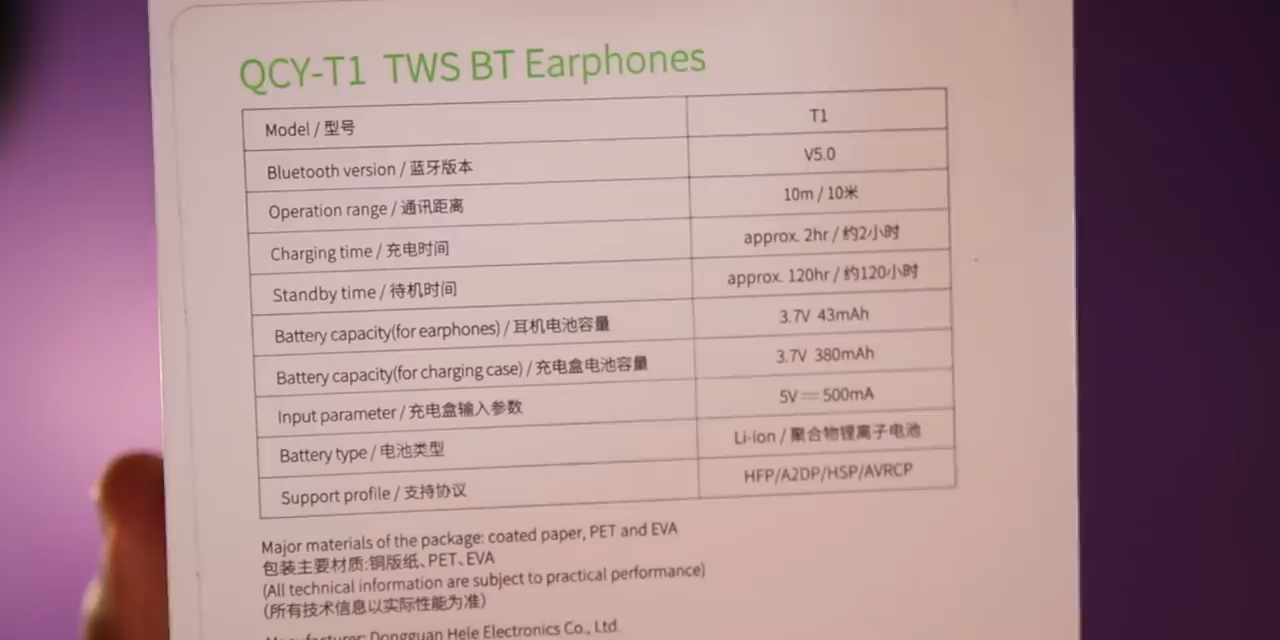 QCY-T1 TWS BT Earphones
Model / 型号 T1
Bluetooth version / 蓝牙版本 V5.0
Operation range / 通讯距离 10m / 10米
Charging time / 充电时间 approx. 2hr / 约2小时
Standby time / 待机时间 approx. 120hr / 约120小时
Battery capacity(for earphones) / 耳机电池容量 3.7V 43mAh
Battery capacity(for charging case) / 充电盒电池容量 3.7V 380mAh
Input parameter / 充电盒输入参数 5V⎓500mA
Battery type / 电池类型 Li-ion / 聚合物锂离子电池
Support profile / 支持协议 HFP/A2DP/HSP/AVRCP
Major materials of the package: coated paper, PET and EVA
包装主要材质:铜版纸、PET、EVA
(All technical information are subject to practical performance)
(所有技术信息以实际性能为准)
Manufacturer: Dongguan Hele Electronics Co., Ltd.